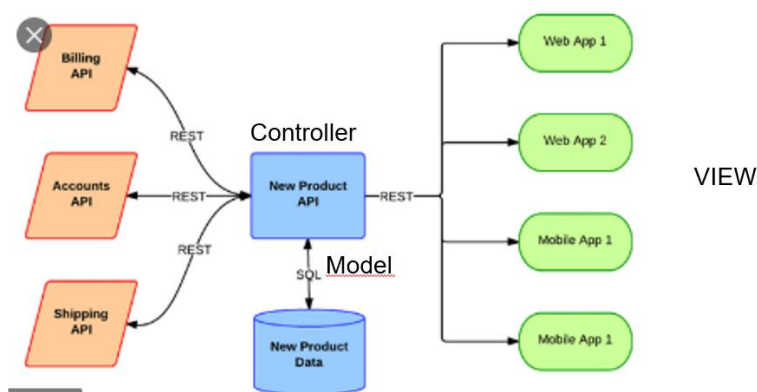 Billing
API
REST
Controller
Accounts
API
REST
New Product
API
REST
REST
Shipping
API
SQL
Model
New Product
Data
Web App 1
Web App 2
Mobile App 1
Mobile App 1
VIEW